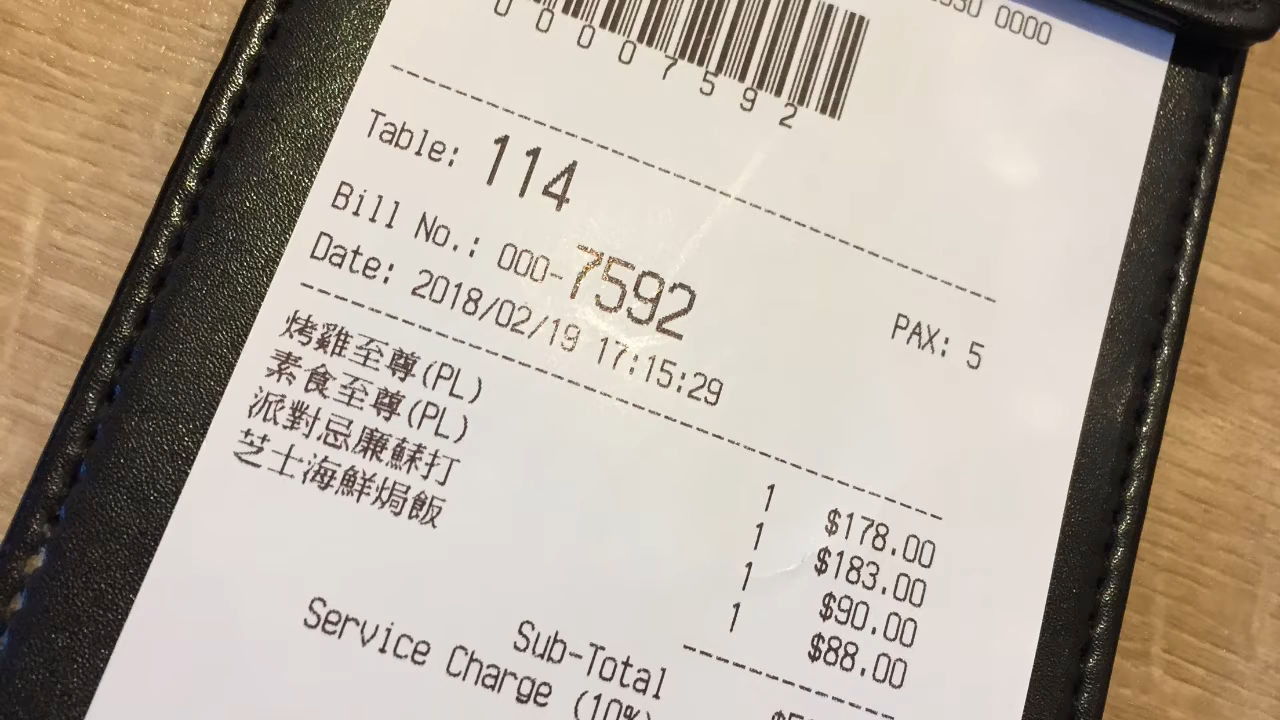 0000
00007592
Table: 114
Bill No.: 000-7592
PAX: 5
Date: 2018/02/19 17:15:29
烤雞至尊(PL) 1 $178.00
素食至尊(PL) 1 $183.00
派對忌廉蘇打 1 $90.00
芝士海鮮焗飯 1 $88.00
Sub-Total
Service Charge (10%)